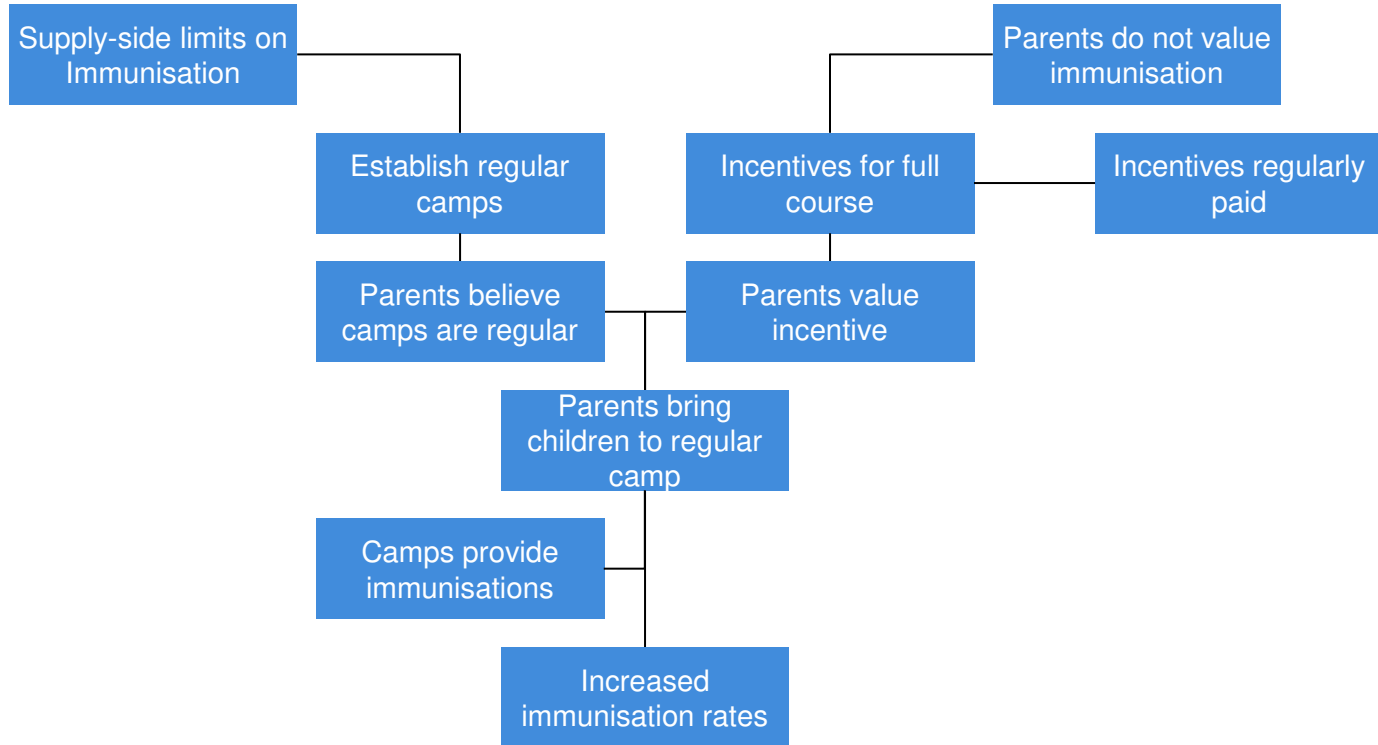 Supply-side limits on
Immunisation
Parents do not value
immunisation
Establish regular
camps
Incentives for full
course
Incentives regularly
paid
Parents believe
camps are regular
Parents value
incentive
Parents bring
children to regular
camp
Camps provide
immunisations
Increased
immunisation rates